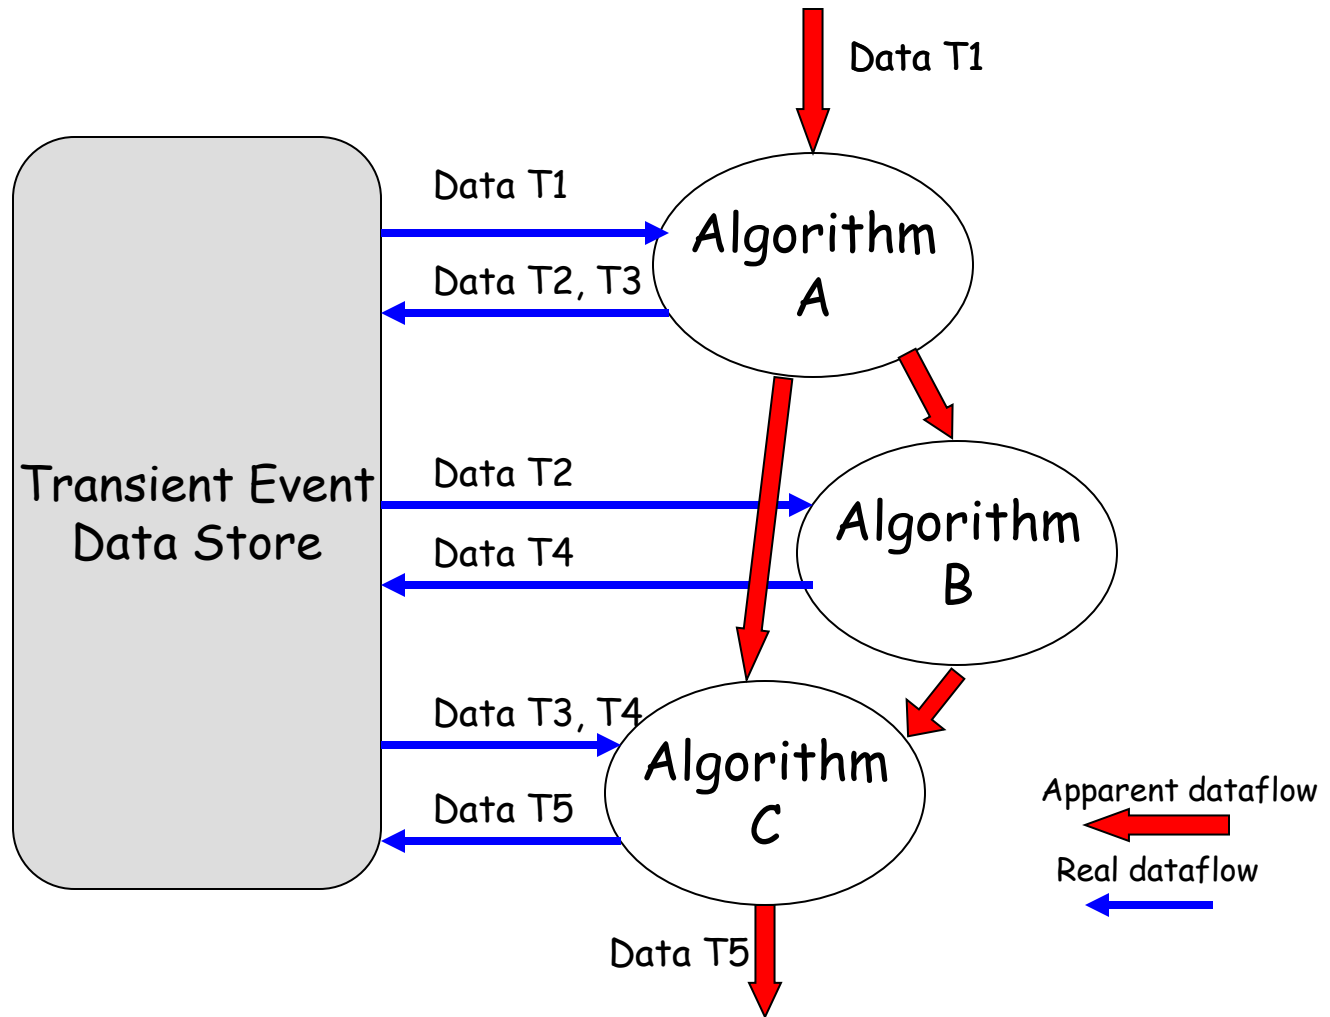 Data T1
Data T1
Algorithm
A
Data T2, T3
Transient Event
Data Store
Data T2
Algorithm
B
Data T4
Data T3, T4
Algorithm
C
Data T5
Apparent dataflow
Real dataflow
Data T5